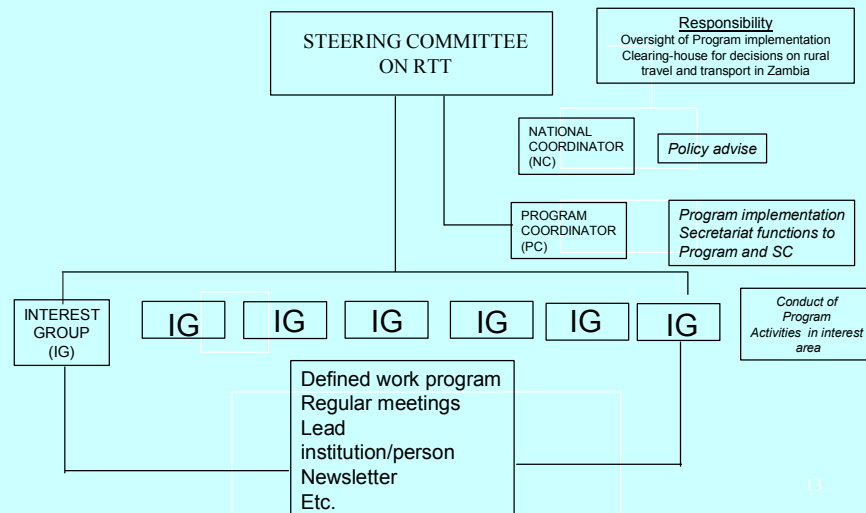 STEERING COMMITTEE
ON RTT
Responsibility
Oversight of Program implementation
Clearing-house for decisions on rural
travel and transport in Zambia
NATIONAL
COORDINATOR
(NC)
Policy advise
PROGRAM
COORDINATOR
(PC)
Program implementation
Secretariat functions to
Program and SC
INTEREST
GROUP
(IG)
IG
IG
IG
IG
IG
IG
Conduct of
Program
Activities in interest
area
Defined work program
Regular meetings
Lead
institution/person
Newsletter
Etc.
13